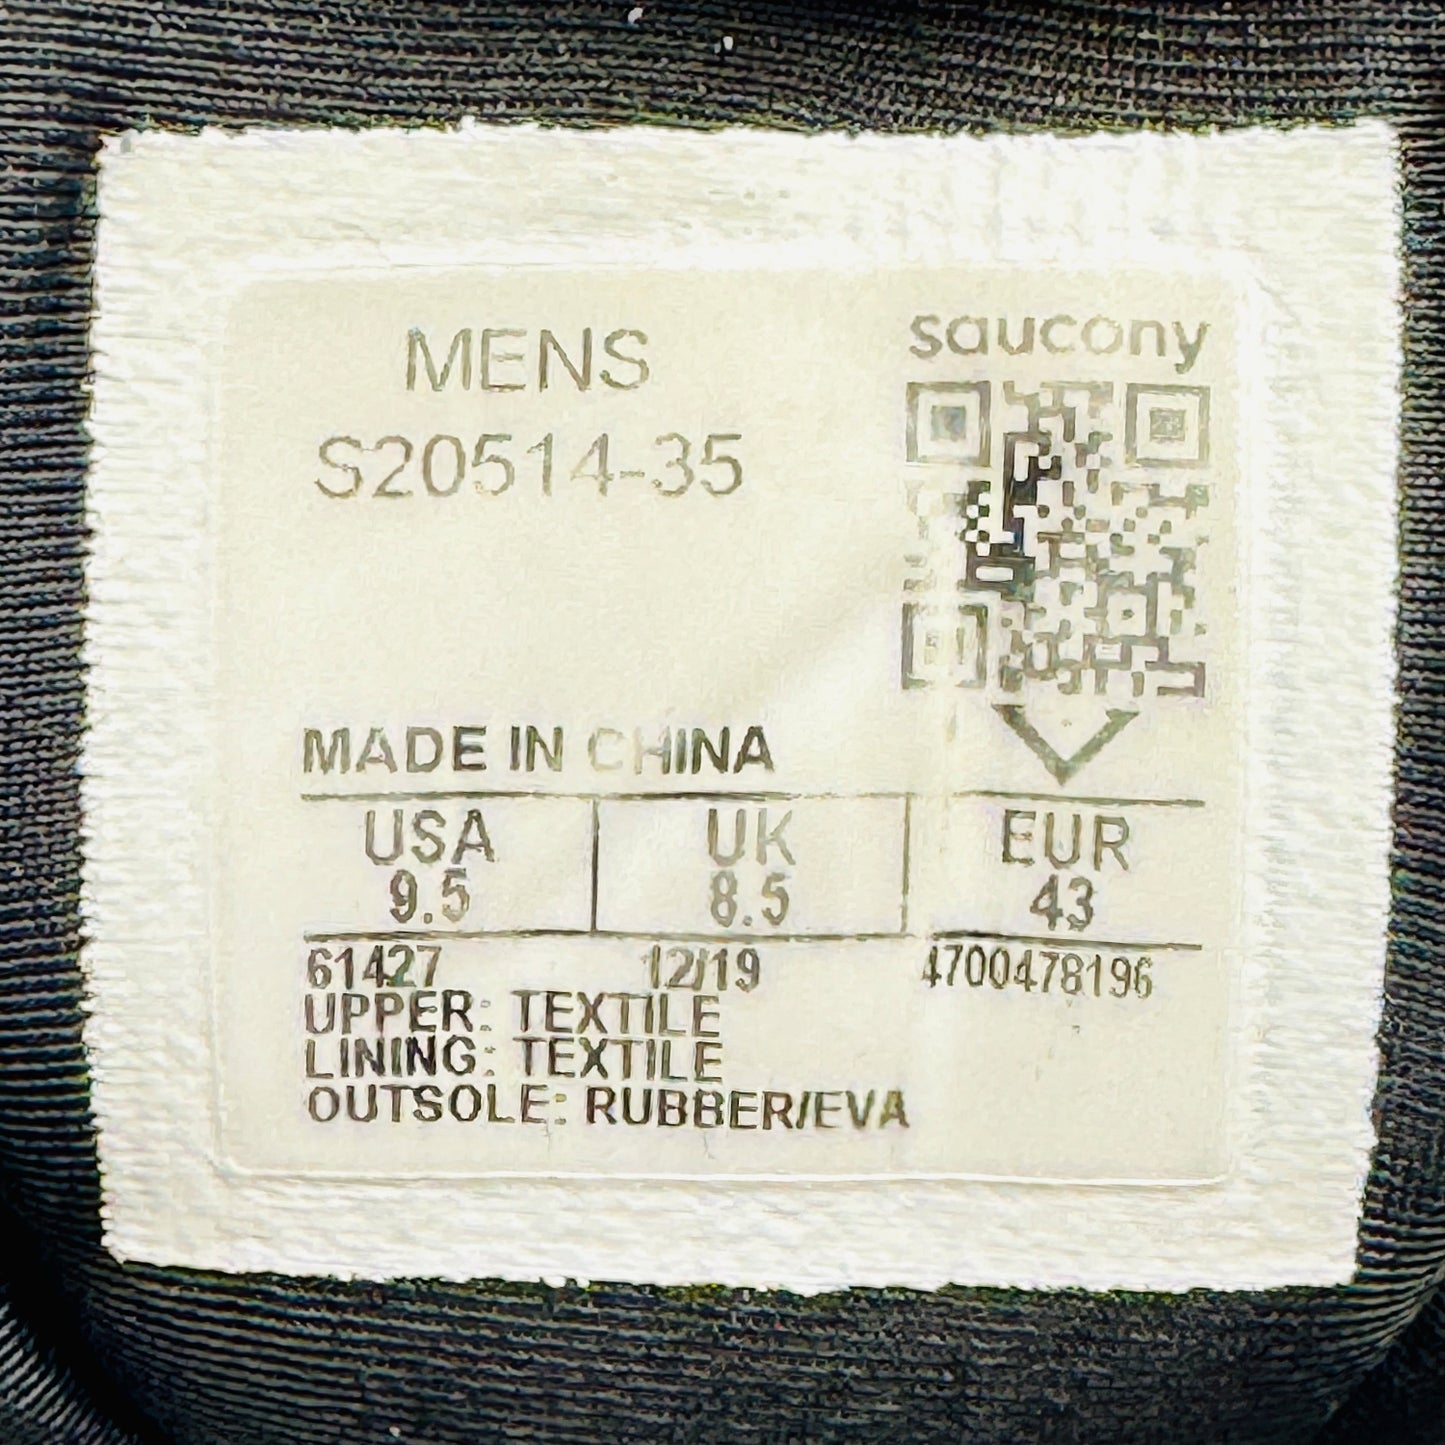 MENS
saucony
S20514-35
MADE IN CHINA
USA UK EUR
9.5 8.5 43
61427 12/19 4700478196
UPPER: TEXTILE
LINING: TEXTILE
OUTSOLE: RUBBER/EVA